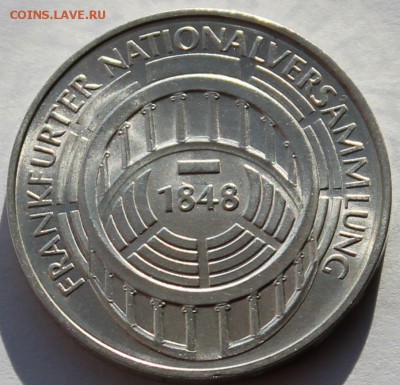 COINS.LAVE.RU
FRANKFURTER NATIONALVERSAMMLUNG
1848